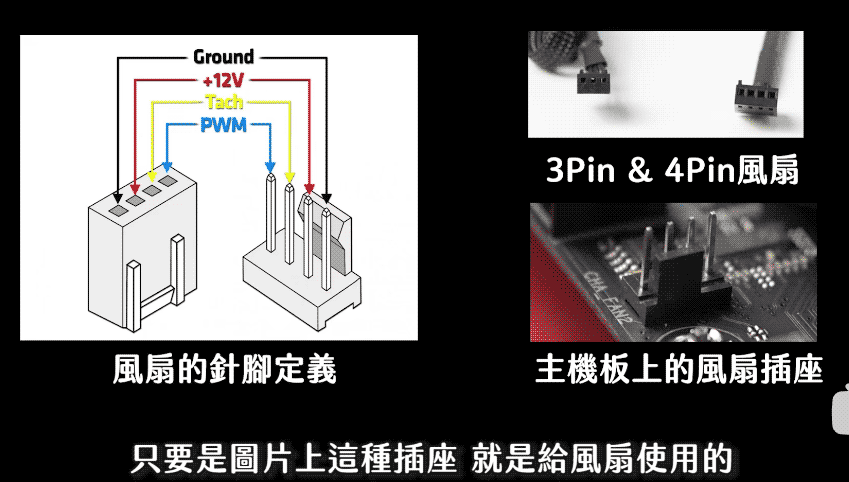 Ground
+12V
Tach
PWM
風扇的針腳定義
3Pin & 4Pin風扇
CHA_FAN2
主機板上的風扇插座
只要是圖片上這種插座 就是給風扇使用的